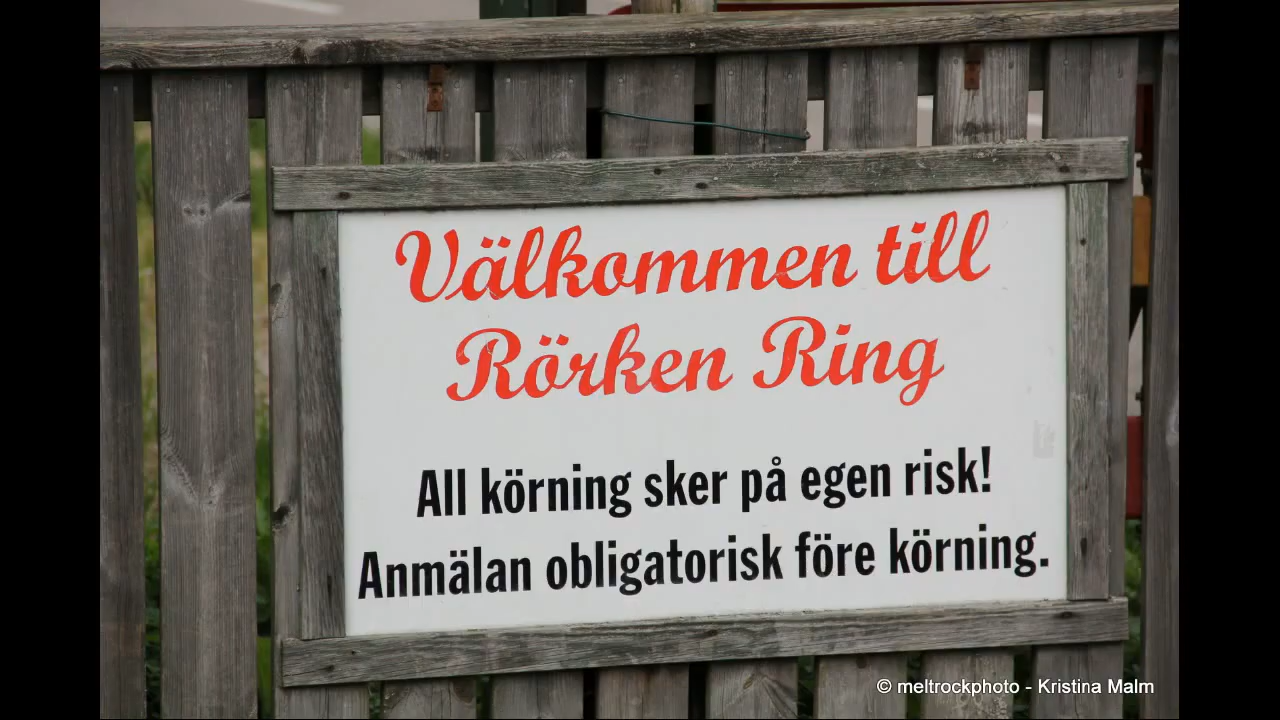 Välkommen till
Rörken Ring
All körning sker på egen risk!
Anmälan obligatorisk före körning.
© meltrockphoto - Kristina Malm